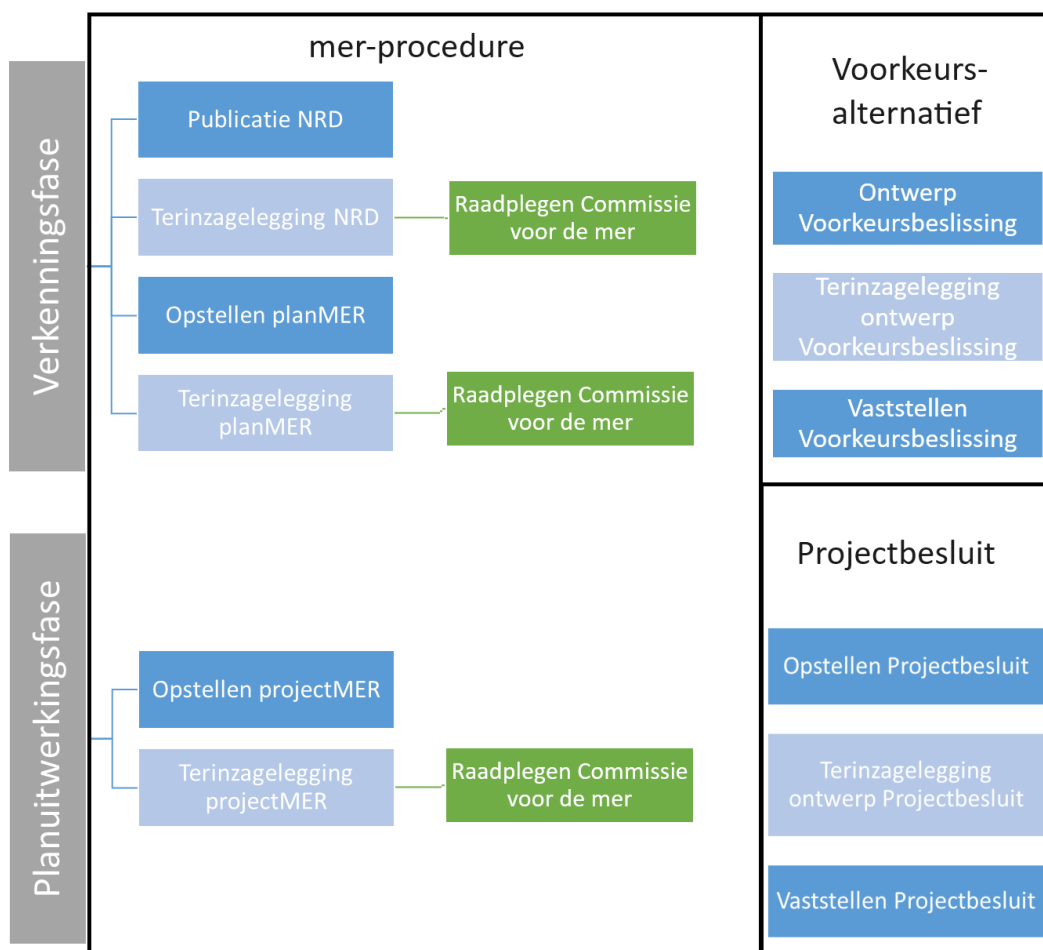 mer-procedure
Verkenningsfase
Publicatie NRD
Terinzagelegging NRD
Raadplegen Commissie
voor de mer
Opstellen planMER
Terinzagelegging
planMER
Raadplegen Commissie
voor de mer
Voorkeurs-
alternatief
Ontwerp
Voorkeursbeslissing
Terinzagelegging
ontwerp
Voorkeursbeslissing
Vaststellen
Voorkeursbeslissing
Planuitwerkingsfase
Opstellen projectMER
Terinzagelegging
projectMER
Raadplegen Commissie
voor de mer
Projectbesluit
Opstellen Projectbesluit
Terinzagelegging
ontwerp Projectbesluit
Vaststellen Projectbesluit